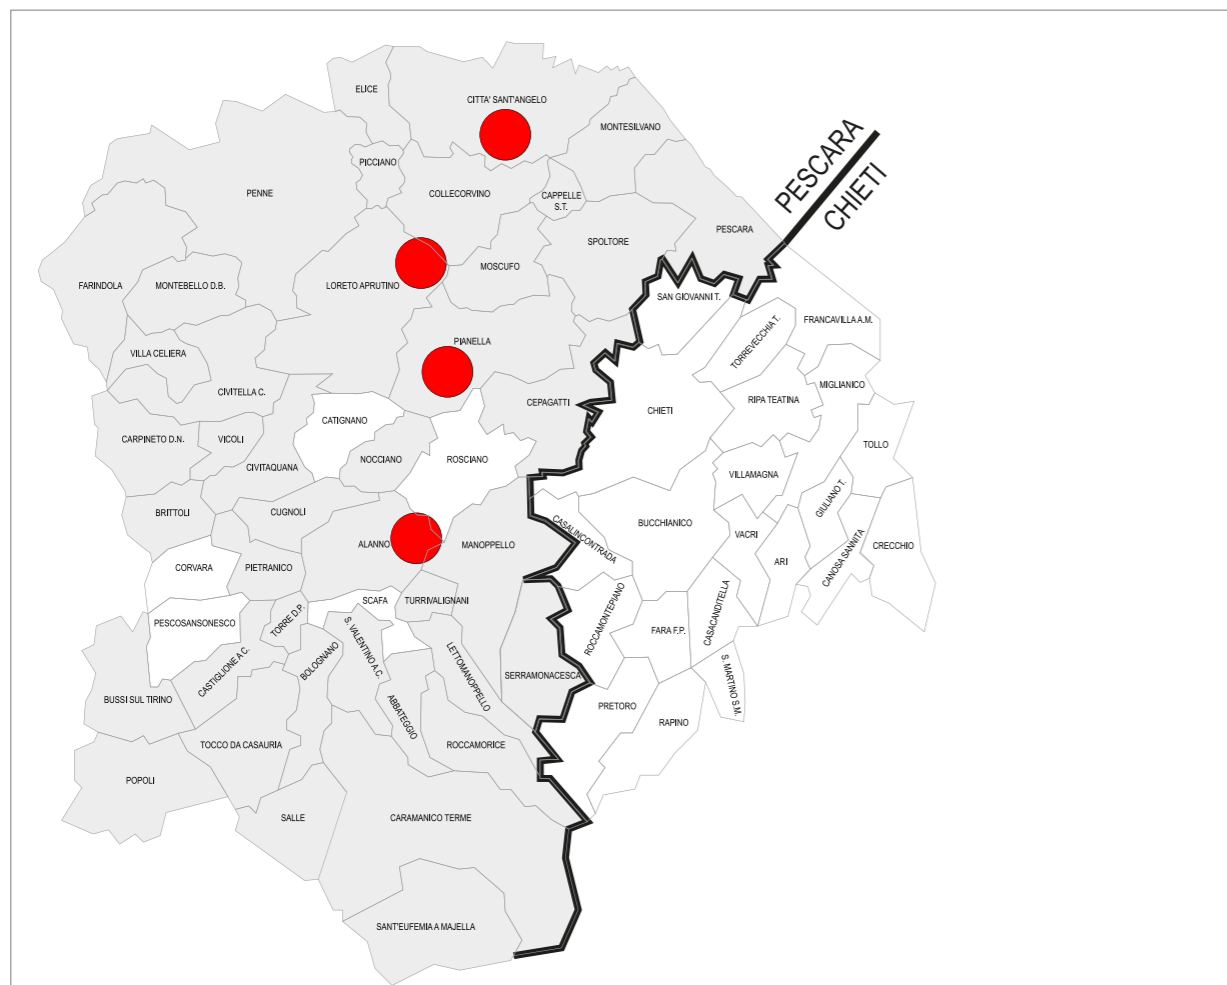 ELICE
CITTA' SANT'ANGELO
MONTESILVANO
PESCARA
CHIETI
PICCIANO
PENNE
COLLECORVINO
CAPPELLE
S.T.
PESCARA
SPOLTORE
MOSCUFO
FARINDOLA
MONTEBELLO D.B.
LORETO APRUTINO
SAN GIOVANNI T.
FRANCAVILLA A.M.
TORREVECCHIA T.
PIANELLA
VILLA CELIERA
CIVITELLA C.
CEPAGATTI
CHIETI
RIPA TEATINA
MIGLIANICO
CATIGNANO
CARPINETO D.N.
VICOLI
NOCCIANO
ROSCIANO
TOLLO
CIVITAQUANA
VILLAMAGNA
GIULIANO T.
BRITTOLI
CUGNOLI
BUCCHIANICO
CASALINCONTRADA
VACRI
ALANNO
MANOPPELLO
CRECCHIO
CANOSA SANNITA
ARI
CORVARA
PIETRANICO
SCAFA
TURRIVALIGNANI
CASACANDITELLA
ROCCAMONTEPIANO
PESCOSANSONESCO
TORRE D.P.
S. VALENTINO A.C.
FARA F.P.
BOLOGNANO
CASTIGLIONE A C.
LETTOMANOPPELLO
SERRAMONACESCA
S. MARTINO S.M.
BUSSI SUL TIRINO
ABBATEGGIO
PRETORO
RAPINO
TOCCO DA CASAURIA
ROCCAMORICE
POPOLI
SALLE
CARAMANICO TERME
SANT'EUFEMIA A MAJELLA